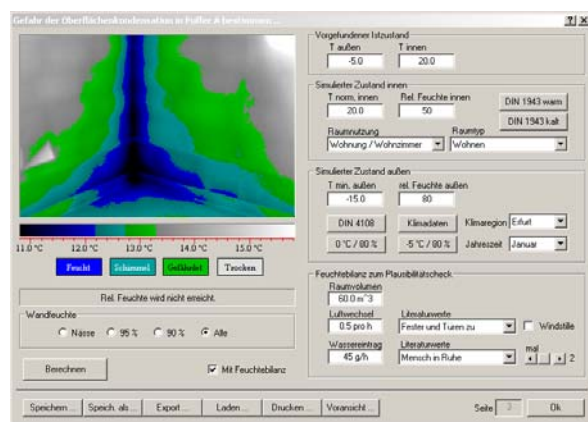 Gefahr der Oberflächenkondensation in Puffer A bestimmen ...
Vorgefundener Istzustand
T außen T innen
-5.0 20.0
Simulierter Zustand innen
T norm, innen Rel. Feuchte innen
20.0 50
DIN 1943 warm
DIN 1943 kalt
Raumnutzung Raumtyp
Wohnung / Wohnzimmer Wohnen
Simulierter Zustand außen
T min, außen rel. Feuchte außen
-15.0 80
DIN 4108 Klimadaten Klimaregion Erfurt
0 °C / 80 % -5 °C / 80 % Jahreszeit Januar
11.0 °C 12.0 °C 13.0 °C 14.0 °C 15.0 °C
Feucht Schimmel Gefährdet Trocken
Rel. Feuchte wird nicht erreicht.
Wandfeuchte
Nässe 95 % 90 % Alle
Berechnen Mit Feuchtebilanz
Feuchtebilanz zum Plausibilitätscheck
Raumvolumen
60.0 m^3
Luftwechsel Literaturwerte
0.5 pro h Fester und Türen zu Windstille
Wassereintrag Literaturwerte mal
45 g/h Mensch in Ruhe 2
Speichern ... Speich. als ... Export ... Laden ... Drucken ... Voransicht ... Seite 3 Ok